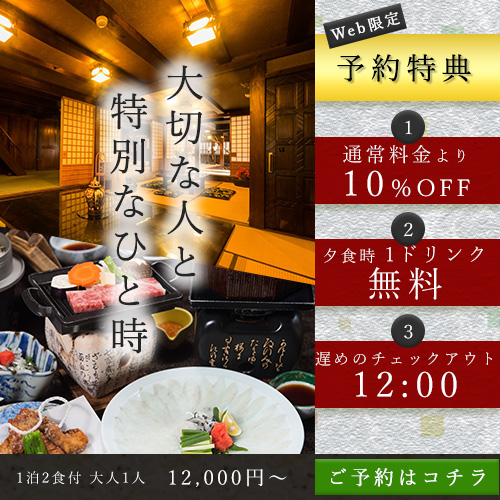 大切な人と
特別なひと時
1泊2食付 大人1人 12,000円~
Web限定
予約特典
1
通常料金より
10%OFF
2
夕食時 1ドリンク
無料
3
遅めのチェックアウト
12:00
ご予約はコチラ